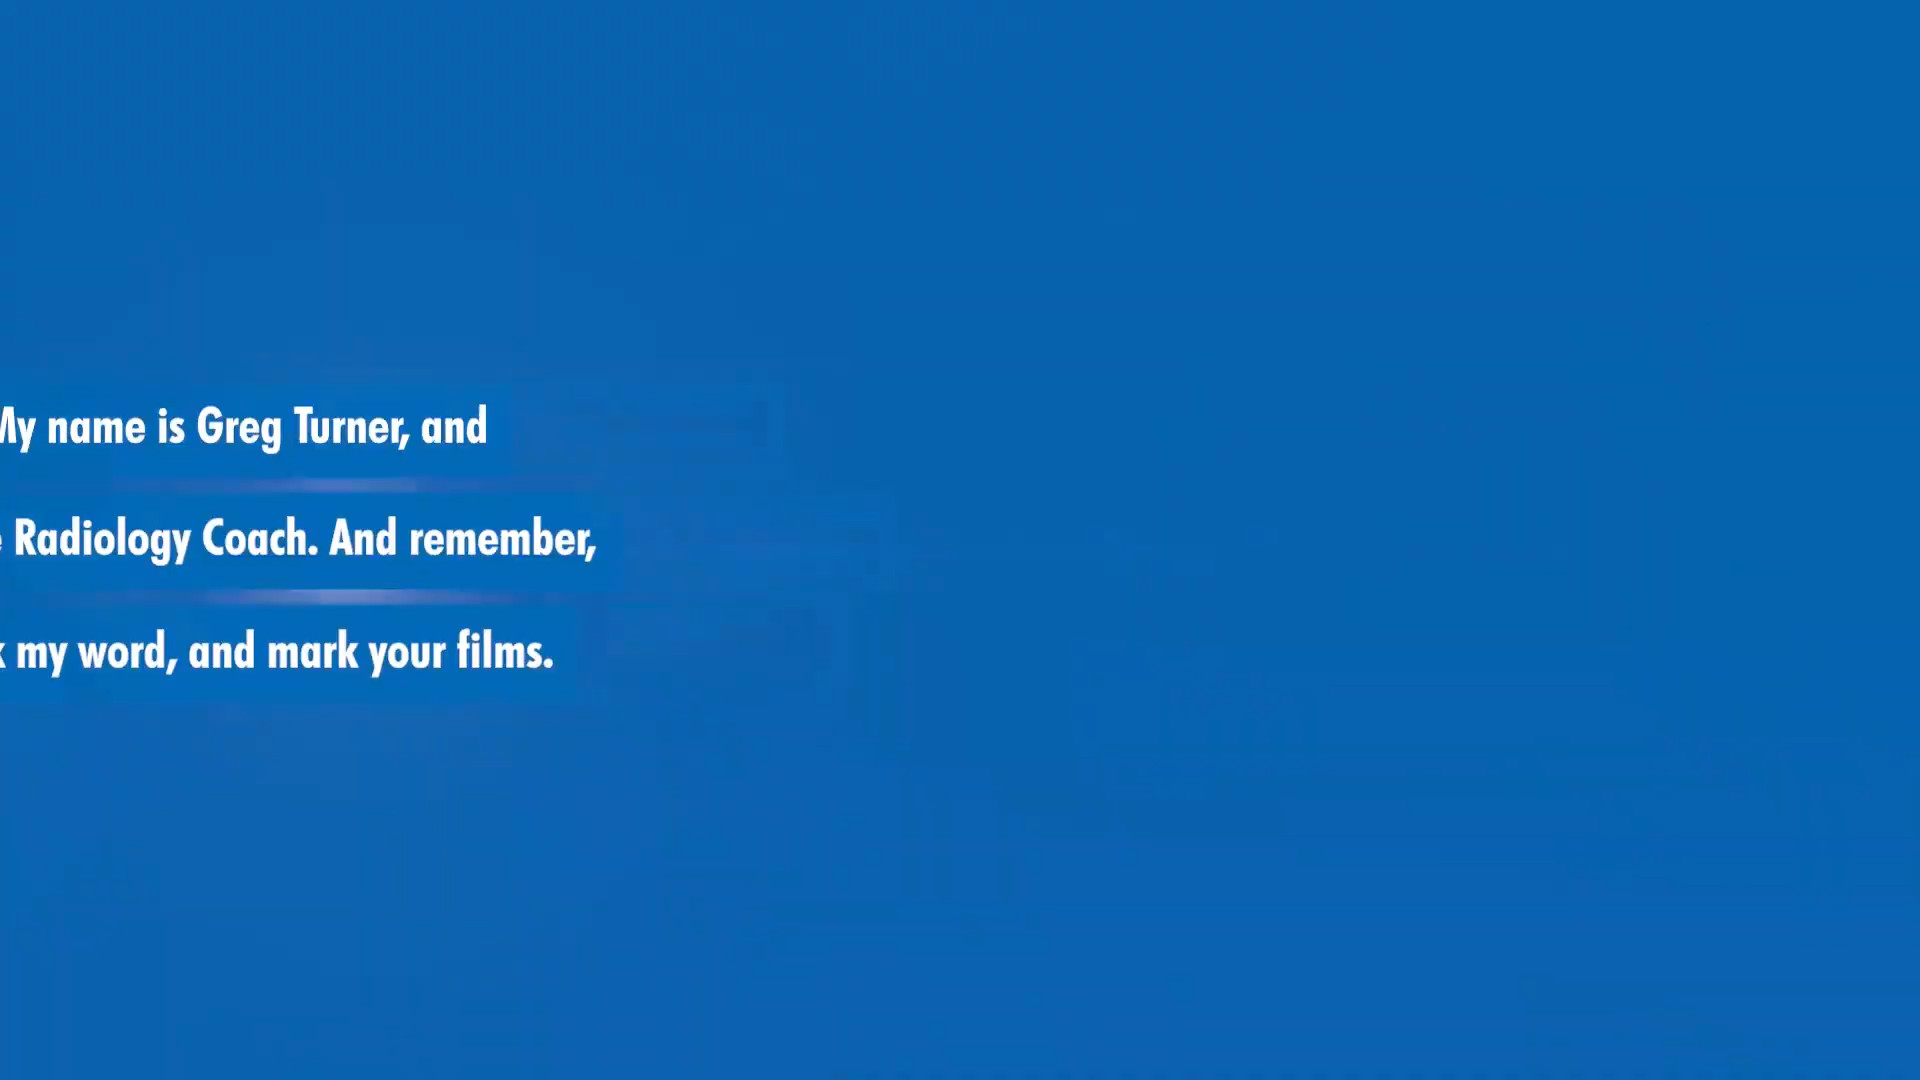 My name is Greg Turner, and
Radiology Coach. And remember,
my word, and mark your films.